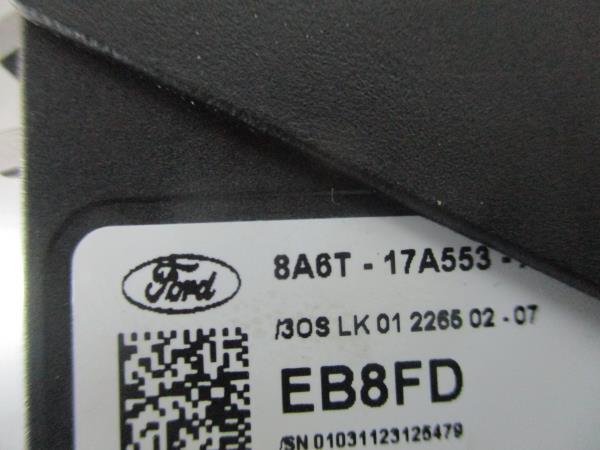 Ford
8A6T - 17A553 -
/3OS LK 01 2265 02 - 07
EB8FD
/SN 01031123125479